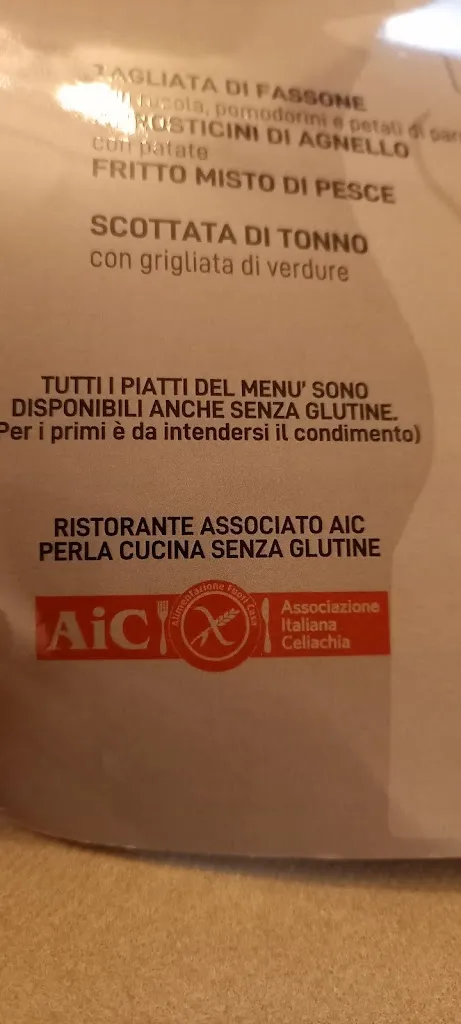 TAGLIATA DI FASSONE
rucola, pomodorini e petali di
ROSTICINI DI AGNELLO
con patate
FRITTO MISTO DI PESCE
SCOTTATA DI TONNO
con grigliata di verdure
TUTTI I PIATTI DEL MENU' SONO
DISPONIBILI ANCHE SENZA GLUTINE.
Per i primi è da intendersi il condimento)
RISTORANTE ASSOCIATO AIC
PERLA CUCINA SENZA GLUTINE
AiC
Alimentazione Fuori Casa
Associazione
Italiana
Celiachia